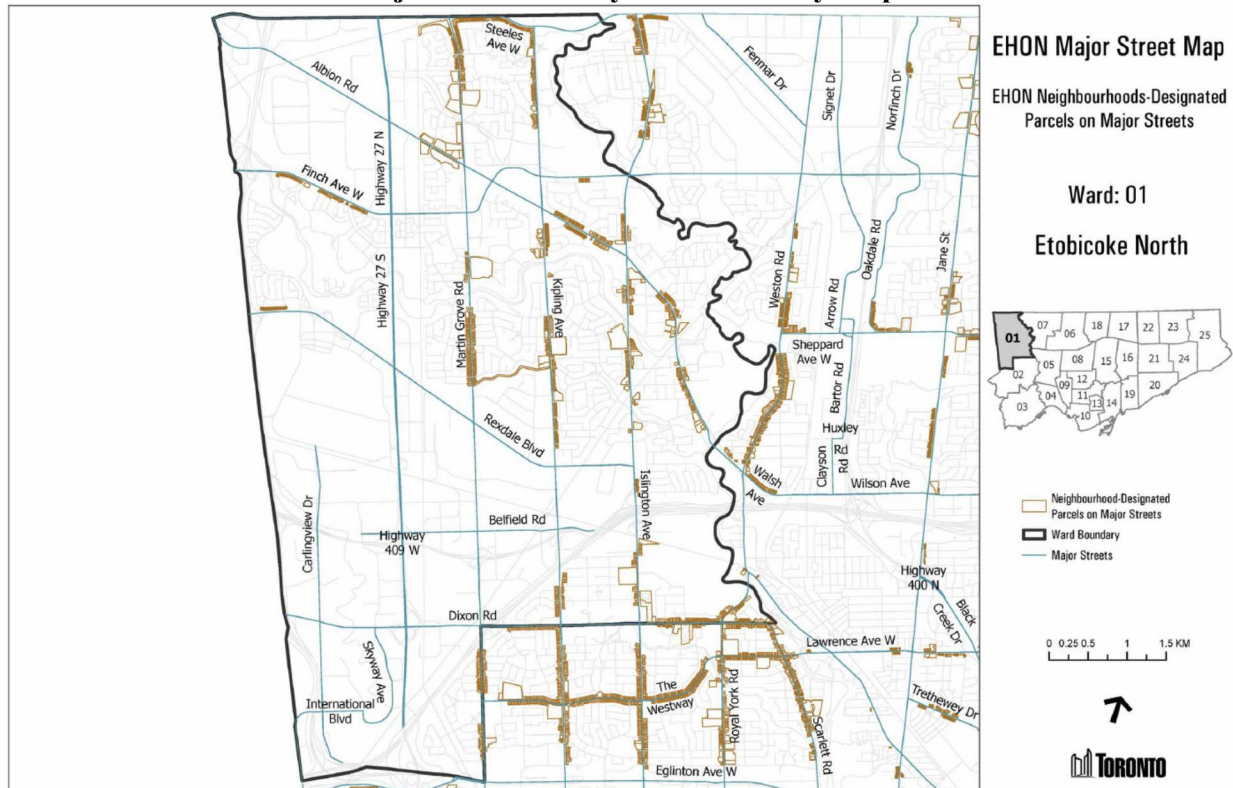 EHON Major Street Map
EHON Neighbourhoods-Designated
Parcels on Major Streets
Ward: 01
Etobicoke North
Steeles
Ave W
Albion Rd
Fenmar Dr
Signet Dr
Norfinch Dr
Highway 27 N
Finch Ave W
Oakdale Rd
Jane St
Weston Rd
Arrow Rd
Highway 27 S
Martin Grove Rd
Kipling Ave
Sheppard
Ave W
Bartor Rd
Rexdale Blvd
Huxley
Rd
Clayson
Rd
Walsh
Ave
Wilson Ave
Islington Ave
Carlingview Dr
Belfield Rd
Highway
409 W
Highway
400 N
Black
Creek Dr
Dixon Rd
Lawrence Ave W
Skyway Ave
The
Westway
Royal York Rd
International
Blvd
Scarlett Rd
Trethewey Dr
Eglinton Ave W
01
07
06
18
17
22
23
25
02
05
08
15
16
21
24
03
04
09
12
11
10
13
14
19
20
Neighbourhood-Designated
Parcels on Major Streets
Ward Boundary
Major Streets
0 0.25 0.5 1 1.5 KM
TORONTO